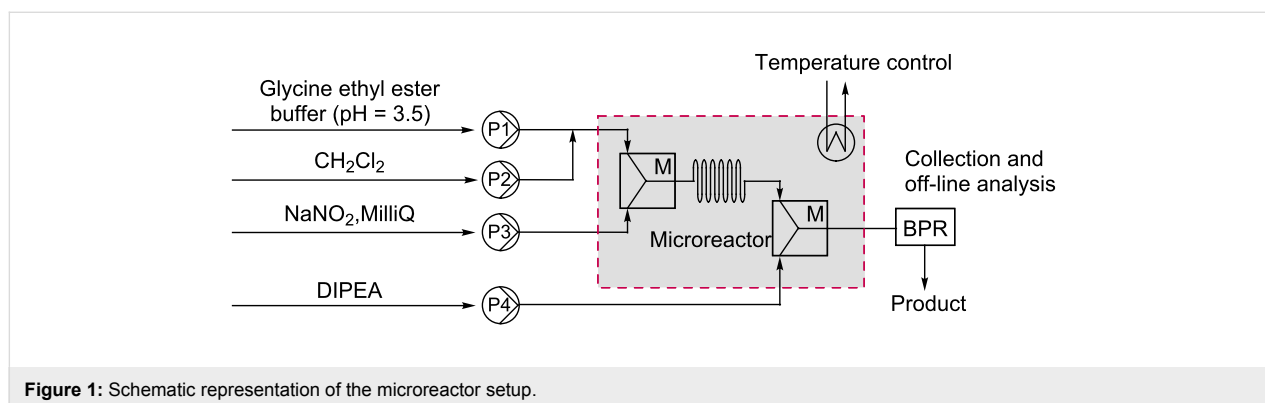 Temperature control
Glycine ethyl ester
buffer (pH = 3.5)
P1
CH₂Cl₂
P2
M
Collection and
off-line analysis
NaNO₂,MilliQ
P3
Microreactor
M
BPR
DIPEA
P4
Product
Figure 1: Schematic representation of the microreactor setup.